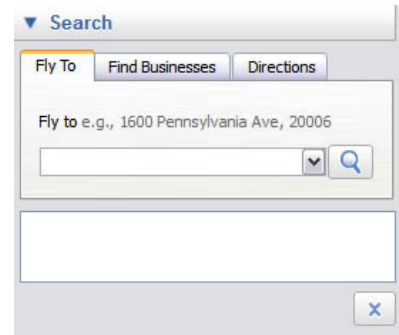 Search
Fly To Find Businesses Directions
Fly to e.g., 1600 Pennsylvania Ave, 20006